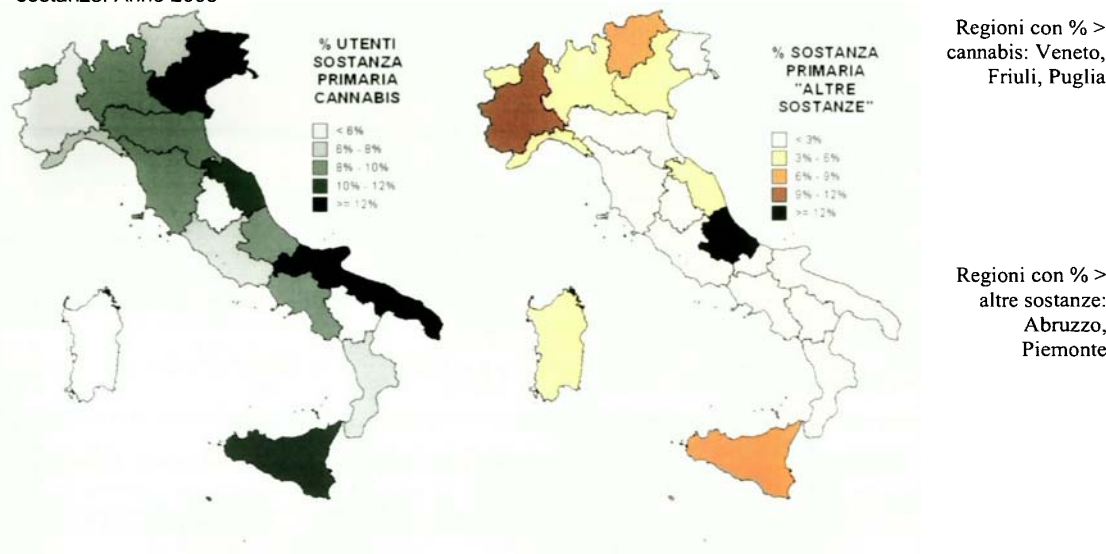 % UTENTI
SOSTANZA
PRIMARIA
CANNABIS
< 6%
6% - 8%
8% - 10%
10% - 12%
>= 12%
% SOSTANZA
PRIMARIA
"ALTRE
SOSTANZE"
< 3%
3% - 6%
6% - 9%
9% - 12%
>= 12%
Regioni con % >
cannabis: Veneto,
Friuli, Puglia
Regioni con % >
altre sostanze:
Abruzzo,
Piemonte